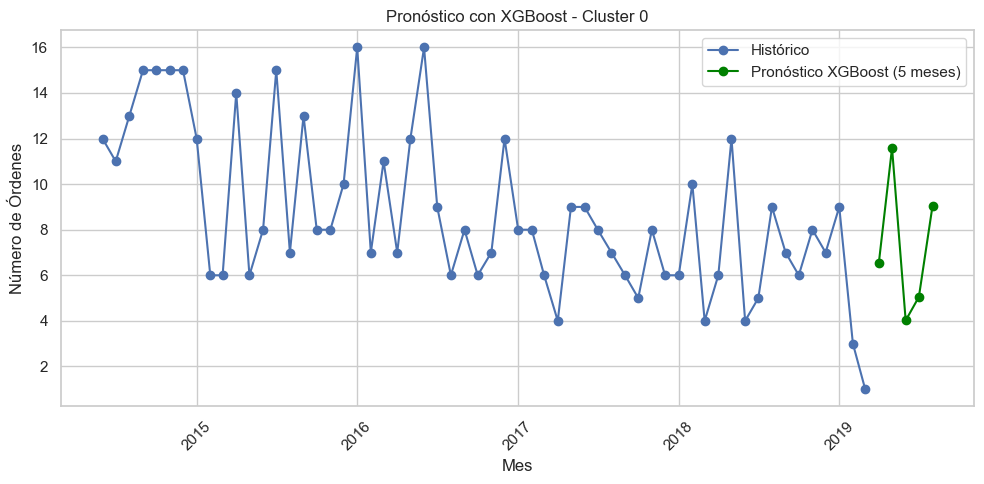 Pronóstico con XGBoost - Cluster 0
Histórico
Pronóstico XGBoost (5 meses)
Número de Órdenes
16
14
12
10
8
6
4
2
2015
2016
2017
2018
2019
Mes